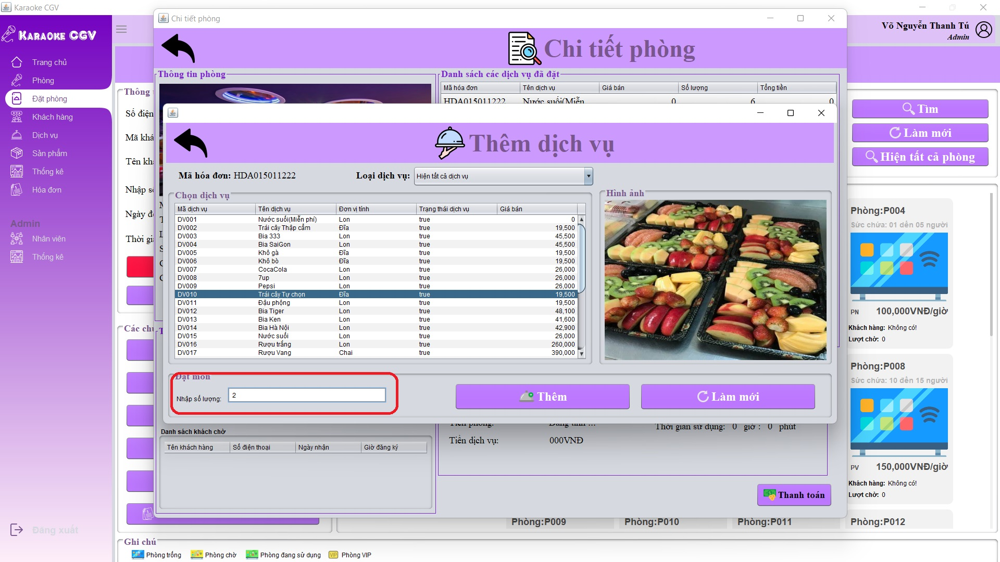 Karaoke CGV
Chi tiết phòng
Võ Nguyễn Thanh Tú
Admin
KARAOKE CGV
Trang chủ
Phòng
Đặt phòng
Khách hàng
Dịch vụ
Sản phẩm
Thống kê
Hóa đơn
Admin
Nhân viên
Thống kê
Đăng xuất
Thông
Số điện
Mã khá
Tên khá
Nhập số
Ngày đ
Thời gi
Các ch
Chi tiết phòng
Thông tin phòng
Danh sách các dịch vụ đã đặt
Mã hóa đơn Tên dịch vụ Giá bán Số lượng Tổng tiền
HDA015011222 Nước suối(Miễn 0 6 0
Thêm dịch vụ
Mã hóa đơn: HDA015011222 Loại dịch vụ: Hiện tất cả dịch vụ
Chọn dịch vụ
Mã dịch vụ Tên dịch vụ Đơn vị tính Trạng thái dịch vụ Giá bán
DV001 Nước suối(Miễn phí) Lon true 0
DV002 Trái cây Thập cẩm Đĩa true 19,500
DV003 Bia 333 Lon true 45,500
DV004 Bia SaiGon Lon true 45,500
DV005 Khô gà Đĩa true 19,500
DV006 Khô bò Đĩa true 19,500
DV007 CocaCola Lon true 26,000
DV008 7up Lon true 26,000
DV009 Pepsi Lon true 26,000
DV010 Trái cây Tự chọn Đĩa true 19,500
DV011 Đậu phộng Lon true 19,500
DV012 Bia Tiger Lon true 48,100
DV013 Bia Ken Lon true 41,600
DV014 Bia Hà Nội Lon true 42,900
DV015 Nước suối Lon true 26,000
DV016 Rượu trắng Lon true 260,000
DV017 Rượu Vang Chai true 390,000
Hình ảnh
Đặt món
Nhập số lượng: 2
Thêm
Làm mới
Thời gian sử dụng: 0 giờ : 0 phút
Tiền dịch vụ: 000VNĐ
Danh sách khách chờ
Tên khách hàng Số điện thoại Ngày nhận Giờ đăng ký
Thanh toán
Tìm
Làm mới
Hiện tất cả phòng
Phòng:P004
Sức chứa: 01 đến 05 người
PN 100,000VNĐ/giờ
Khách hàng: Không có!
Lượt chờ: 0
Phòng:P008
Sức chứa: 10 đến 15 người
PV 150,000VNĐ/giờ
Khách hàng: Không có!
Lượt chờ: 0
Phòng:P009 Phòng:P010 Phòng:P011 Phòng:P012
Ghi chú
Phòng trống Phòng chờ Phòng đang sử dụng VIP Phòng VIP